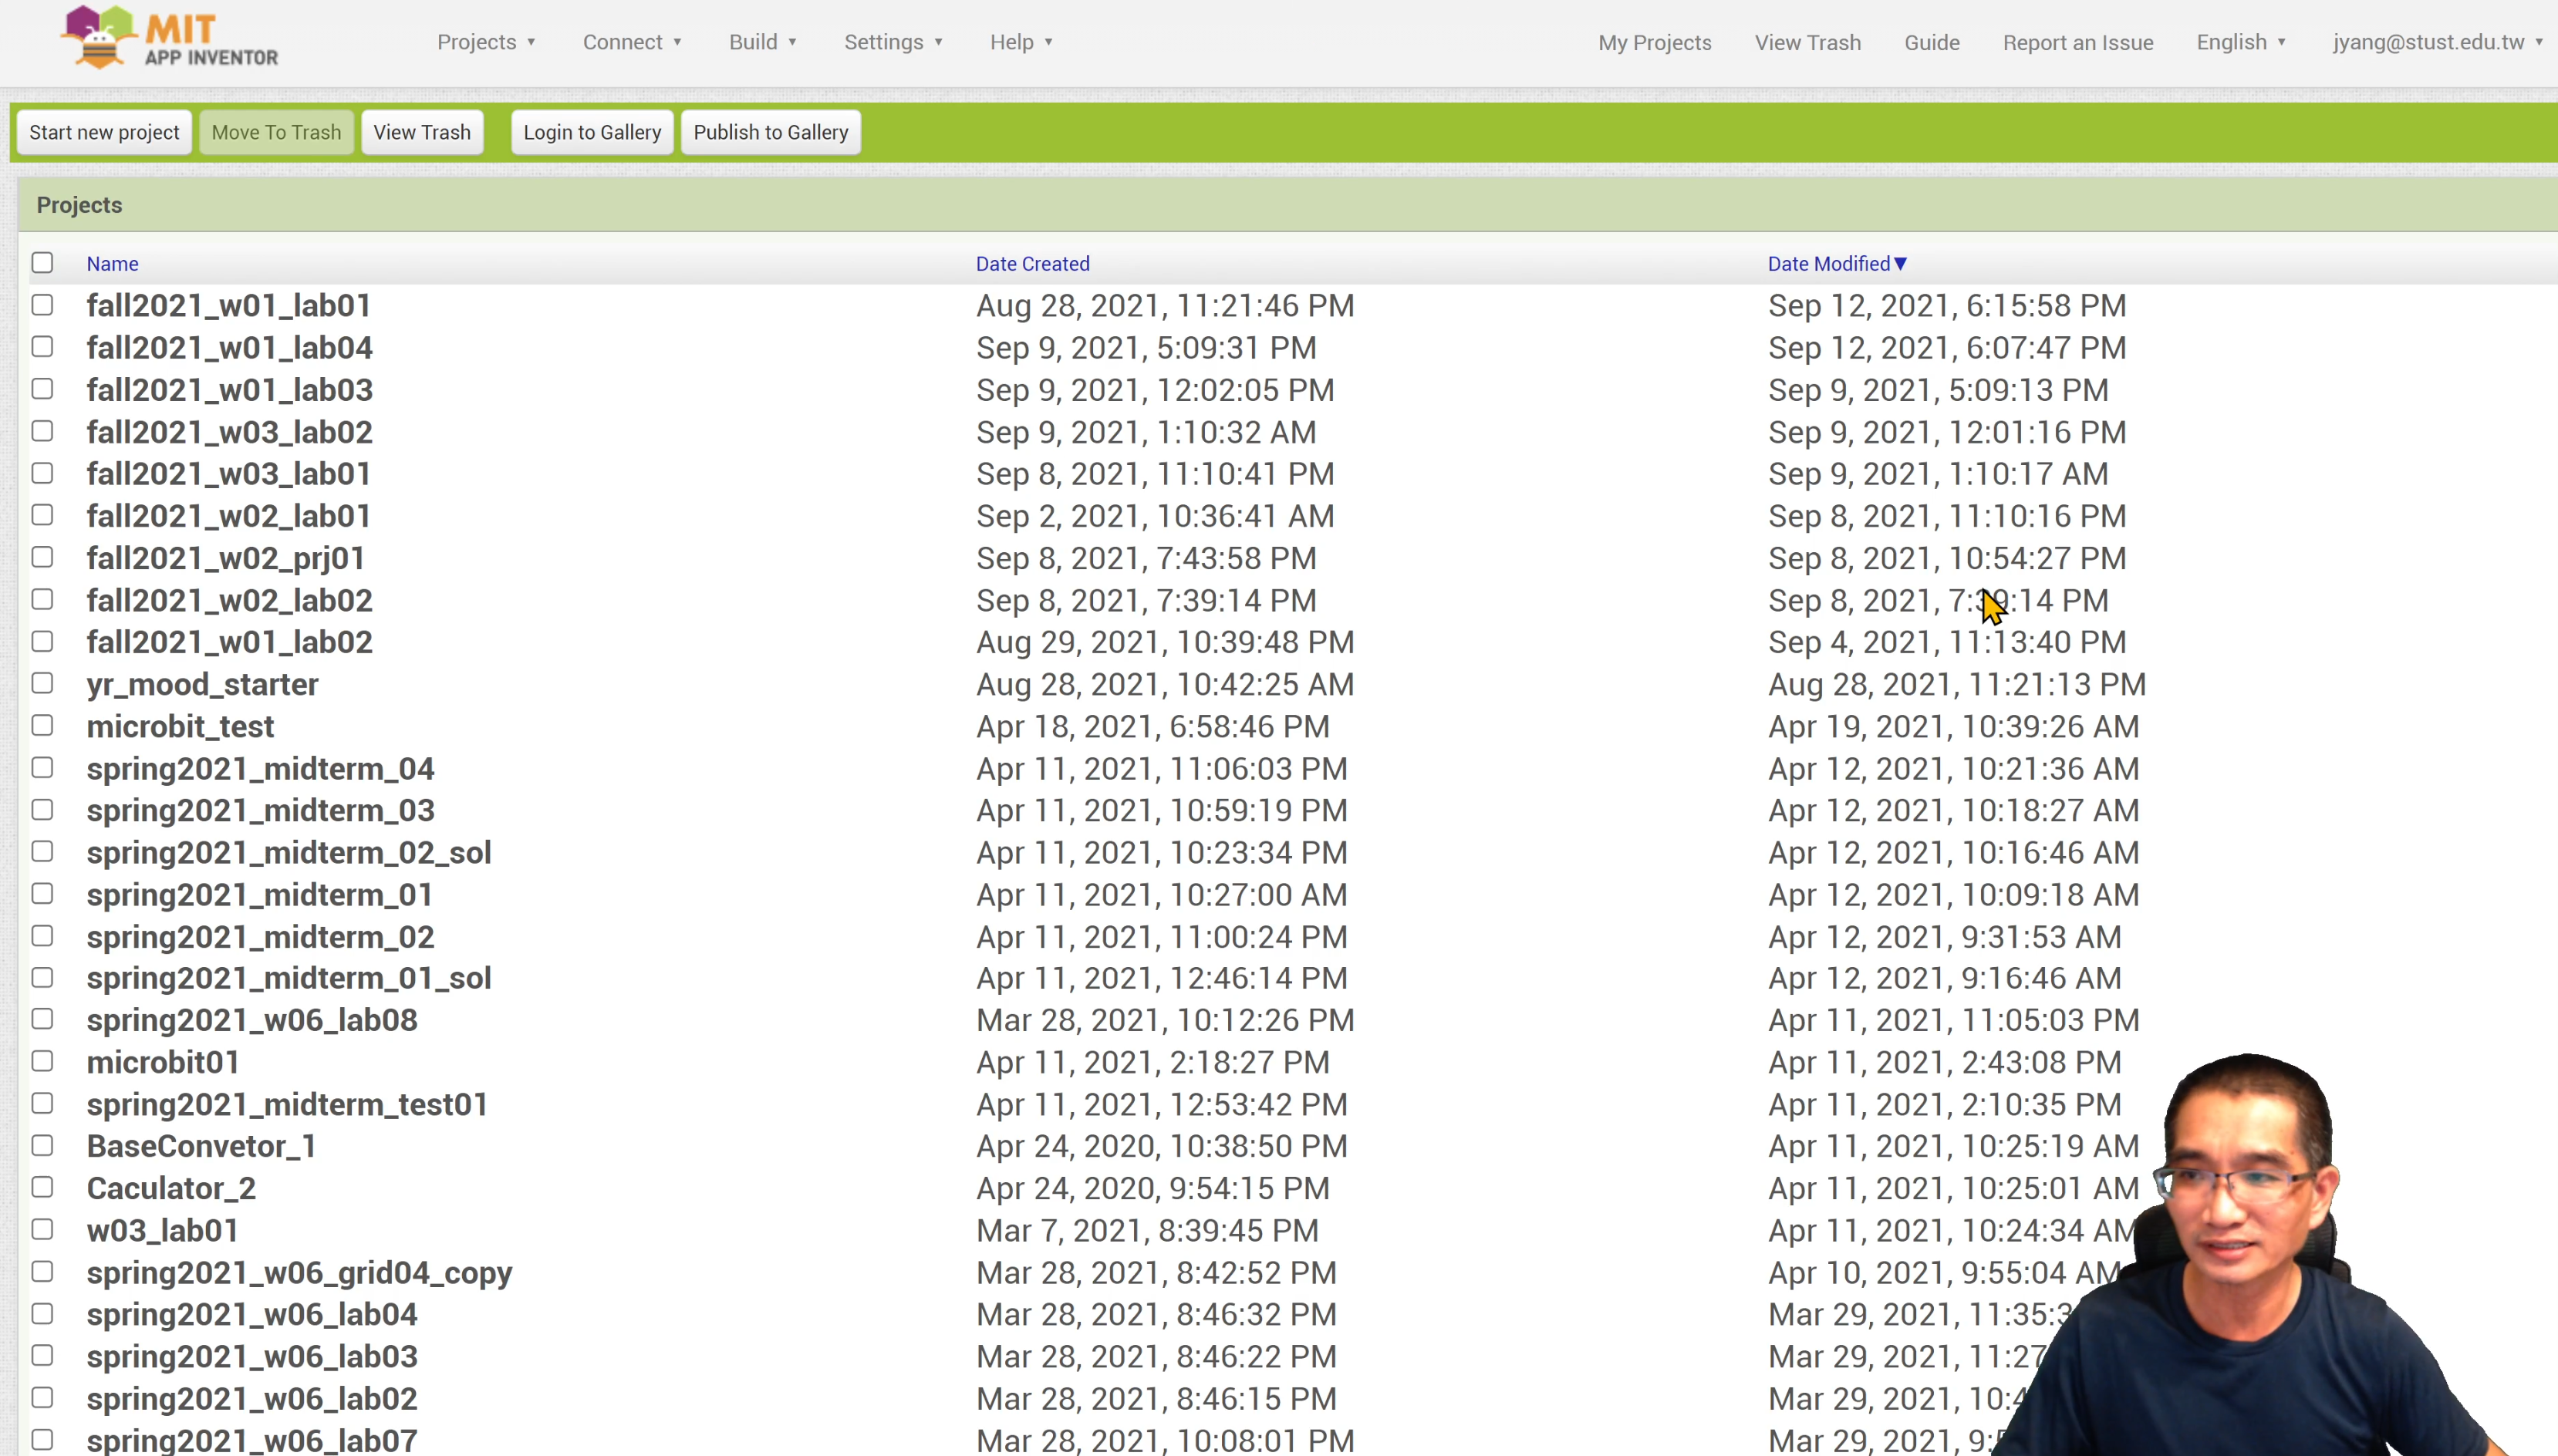 MIT
APP INVENTOR
Projects ▼ Connect ▼ Build ▼ Settings ▼ Help ▼ My Projects View Trash Guide Report an Issue English ▼ jyang@stust.edu.tw ▼
Start new project Move To Trash View Trash Login to Gallery Publish to Gallery
Projects
Name Date Created Date Modified▼
fall2021_w01_lab01 Aug 28, 2021, 11:21:46 PM Sep 12, 2021, 6:15:58 PM
fall2021_w01_lab04 Sep 9, 2021, 5:09:31 PM Sep 12, 2021, 6:07:47 PM
fall2021_w01_lab03 Sep 9, 2021, 12:02:05 PM Sep 9, 2021, 5:09:13 PM
fall2021_w03_lab02 Sep 9, 2021, 1:10:32 AM Sep 9, 2021, 12:01:16 PM
fall2021_w03_lab01 Sep 8, 2021, 11:10:41 PM Sep 9, 2021, 1:10:17 AM
fall2021_w02_lab01 Sep 2, 2021, 10:36:41 AM Sep 8, 2021, 11:10:16 PM
fall2021_w02_prj01 Sep 8, 2021, 7:43:58 PM Sep 8, 2021, 10:54:27 PM
fall2021_w02_lab02 Sep 8, 2021, 7:39:14 PM Sep 8, 2021, 7:39:14 PM
fall2021_w01_lab02 Aug 29, 2021, 10:39:48 PM Sep 4, 2021, 11:13:40 PM
yr_mood_starter Aug 28, 2021, 10:42:25 AM Aug 28, 2021, 11:21:13 PM
microbit_test Apr 18, 2021, 6:58:46 PM Apr 19, 2021, 10:39:26 AM
spring2021_midterm_04 Apr 11, 2021, 11:06:03 PM Apr 12, 2021, 10:21:36 AM
spring2021_midterm_03 Apr 11, 2021, 10:59:19 PM Apr 12, 2021, 10:18:27 AM
spring2021_midterm_02_sol Apr 11, 2021, 10:23:34 PM Apr 12, 2021, 10:16:46 AM
spring2021_midterm_01 Apr 11, 2021, 10:27:00 AM Apr 12, 2021, 10:09:18 AM
spring2021_midterm_02 Apr 11, 2021, 11:00:24 PM Apr 12, 2021, 9:31:53 AM
spring2021_midterm_01_sol Apr 11, 2021, 12:46:14 PM Apr 12, 2021, 9:16:46 AM
spring2021_w06_lab08 Mar 28, 2021, 10:12:26 PM Apr 11, 2021, 11:05:03 PM
microbit01 Apr 11, 2021, 2:18:27 PM Apr 11, 2021, 2:43:08 PM
spring2021_midterm_test01 Apr 11, 2021, 12:53:42 PM Apr 11, 2021, 2:10:35 PM
BaseConvetor_1 Apr 24, 2020, 10:38:50 PM Apr 11, 2021, 10:25:19 AM
Caculator_2 Apr 24, 2020, 9:54:15 PM Apr 11, 2021, 10:25:01 AM
w03_lab01 Mar 7, 2021, 8:39:45 PM Apr 11, 2021, 10:24:34 AM
spring2021_w06_grid04_copy Mar 28, 2021, 8:42:52 PM Apr 10, 2021, 9:55:04 AM
spring2021_w06_lab04 Mar 28, 2021, 8:46:32 PM Mar 29, 2021,
spring2021_w06_lab03 Mar 28, 2021, 8:46:22 PM Mar 29, 2021,
spring2021_w06_lab02 Mar 28, 2021, 8:46:15 PM Mar 29, 2021,
spring2021_w06_lab07 Mar 28, 2021, 10:08:01 PM Mar 29, 2021,